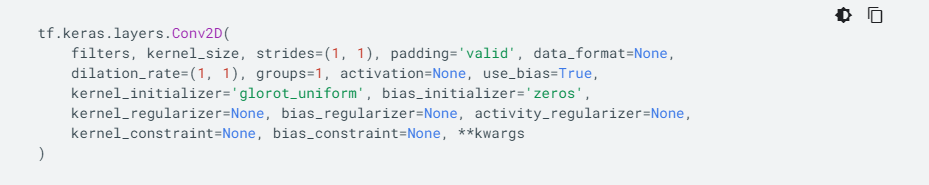 tf.keras.layers.Conv2D(
    filters, kernel_size, strides=(1, 1), padding='valid', data_format=None,
    dilation_rate=(1, 1), groups=1, activation=None, use_bias=True,
    kernel_initializer='glorot_uniform', bias_initializer='zeros',
    kernel_regularizer=None, bias_regularizer=None, activity_regularizer=None,
    kernel_constraint=None, bias_constraint=None, **kwargs
)